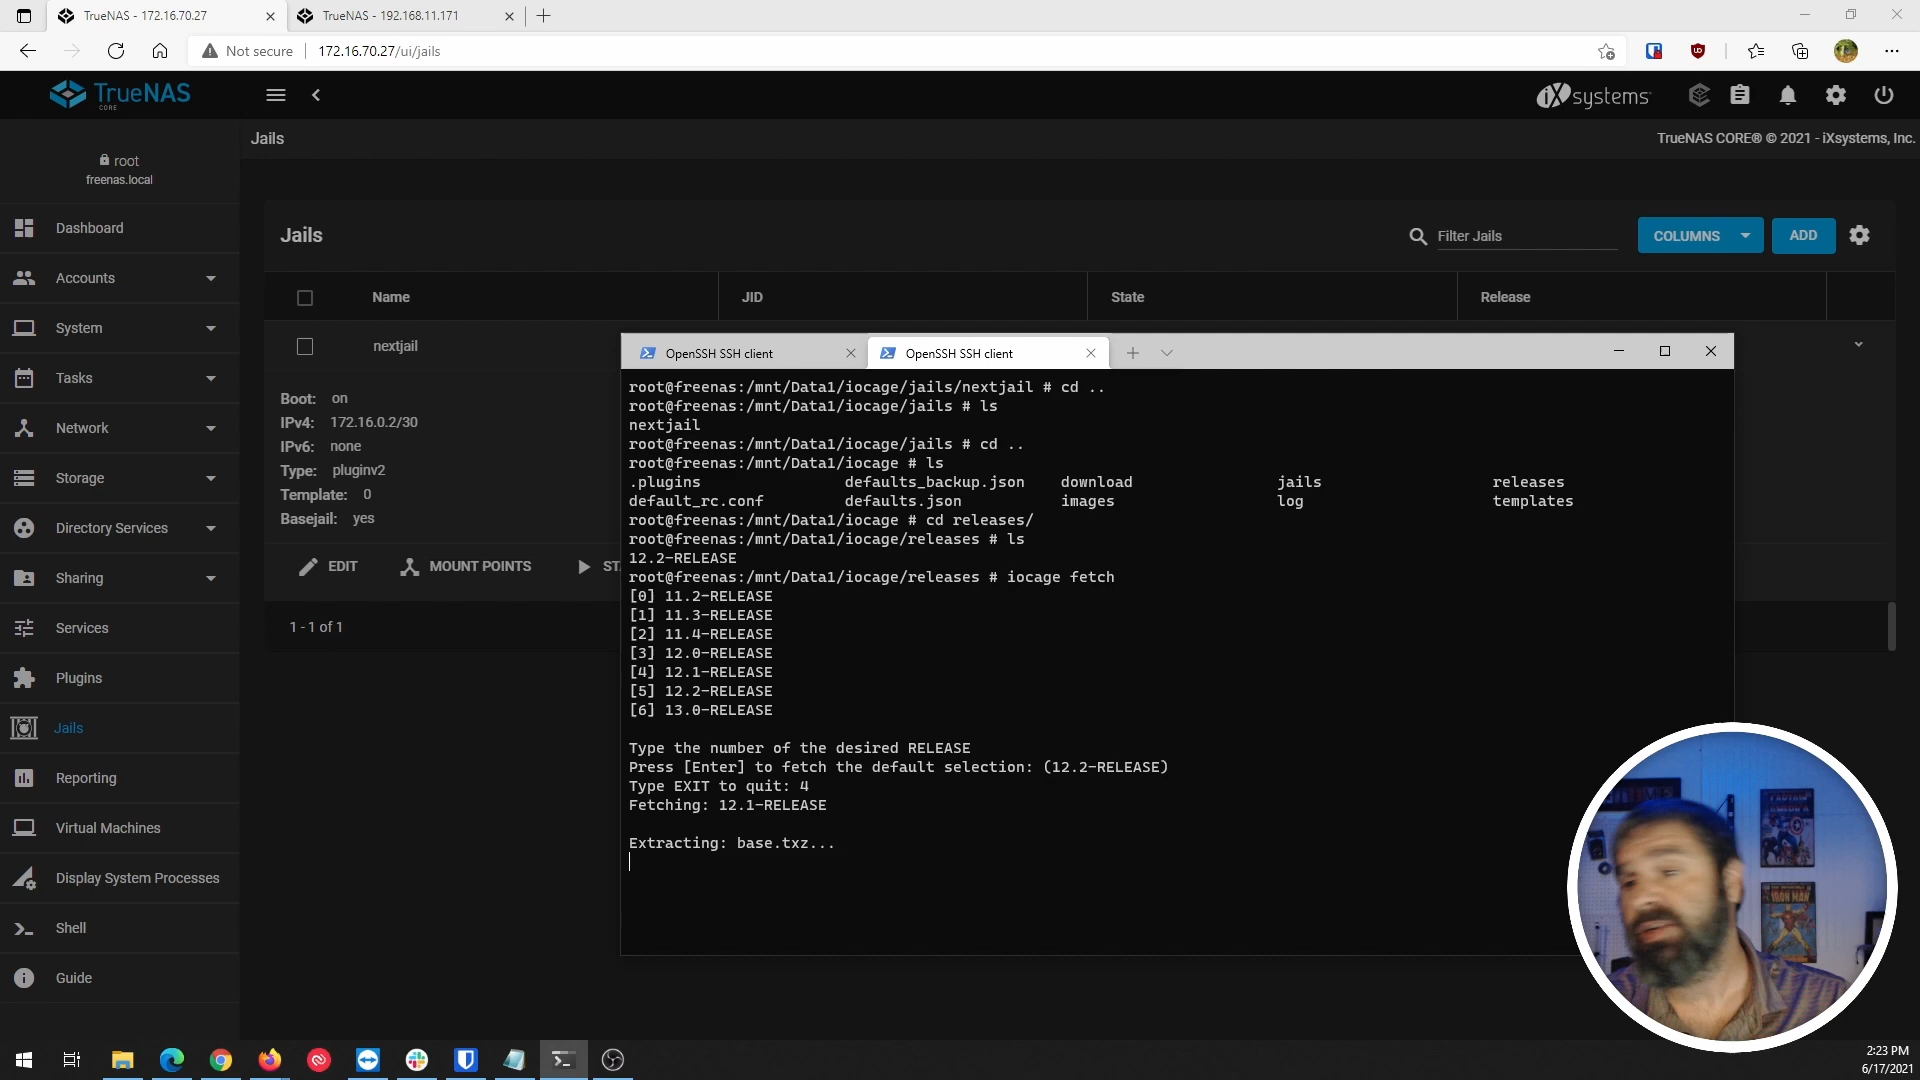 TrueNAS - 172.16.70.27
TrueNAS - 192.168.11.171
Not secure
172.16.70.27/ui/jails
TrueNAS
CORE
iXsystems
Jails
TrueNAS CORE® © 2021 - iXsystems, Inc.
root
freenas.local
Dashboard
Accounts
System
Tasks
Network
Storage
Directory Services
Sharing
Services
Plugins
Jails
Reporting
Virtual Machines
Display System Processes
Shell
Guide
Jails
Filter Jails
COLUMNS
ADD
Name
JID
State
Release
nextjail
Boot: on
IPv4: 172.16.0.2/30
IPv6: none
Type: pluginv2
Template: 0
Basejail: yes
EDIT
MOUNT POINTS
1 - 1 of 1
OpenSSH SSH client
OpenSSH SSH client
root@freenas:/mnt/Data1/iocage/jails/nextjail # cd ..
root@freenas:/mnt/Data1/iocage/jails # ls
nextjail
root@freenas:/mnt/Data1/iocage/jails # cd ..
root@freenas:/mnt/Data1/iocage # ls
.plugins defaults_backup.json download jails releases
default_rc.conf defaults.json images log templates
root@freenas:/mnt/Data1/iocage # cd releases/
root@freenas:/mnt/Data1/iocage/releases # ls
12.2-RELEASE
root@freenas:/mnt/Data1/iocage/releases # iocage fetch
[0] 11.2-RELEASE
[1] 11.3-RELEASE
[2] 11.4-RELEASE
[3] 12.0-RELEASE
[4] 12.1-RELEASE
[5] 12.2-RELEASE
[6] 13.0-RELEASE
Type the number of the desired RELEASE
Press [Enter] to fetch the default selection: (12.2-RELEASE)
Type EXIT to quit: 4
Fetching: 12.1-RELEASE
Extracting: base.txz...
CAPTAIN AMERICA
IRON MAN
2:23 PM
6/17/2021